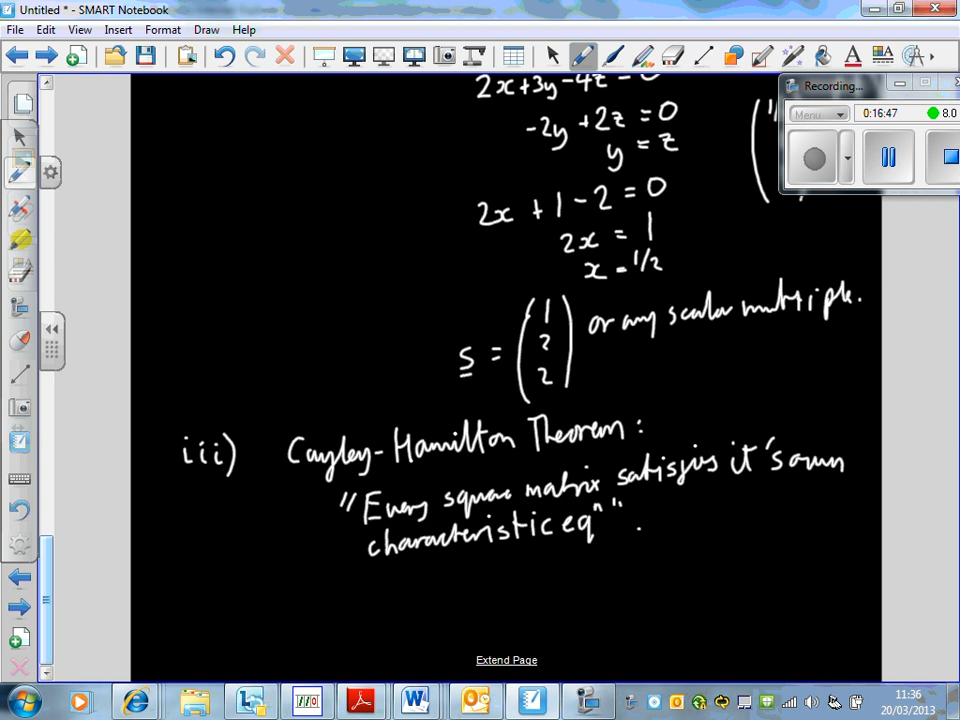 Untitled * - SMART Notebook
File Edit View Insert Format Draw Help
Recording...
Menu 0:16:47 8.0
2x+3y-4z = 0
-2y + 2z = 0
y = z
2x + 1 - 2 = 0
2x = 1
x = 1/2
s = (1 2 2) or any scalar multiple.
iii) Cayley-Hamilton Theorem:
"Every square matrix satisfies it's own
characteristic eqⁿ".
Extend Page
11:36
20/03/2013